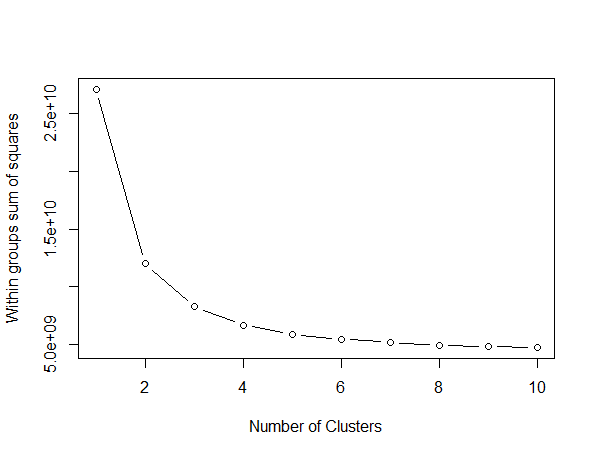 Within groups sum of squares
2.5e+10
1.5e+10
5.0e+09
2 4 6 8 10
Number of Clusters